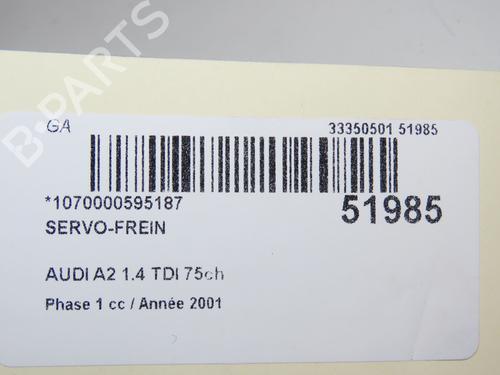 B-PARTS
GA 33350501 51985
*1070000595187 51985
SERVO-FREIN
AUDI A2 1.4 TDI 75ch
Phase 1 cc / Année 2001